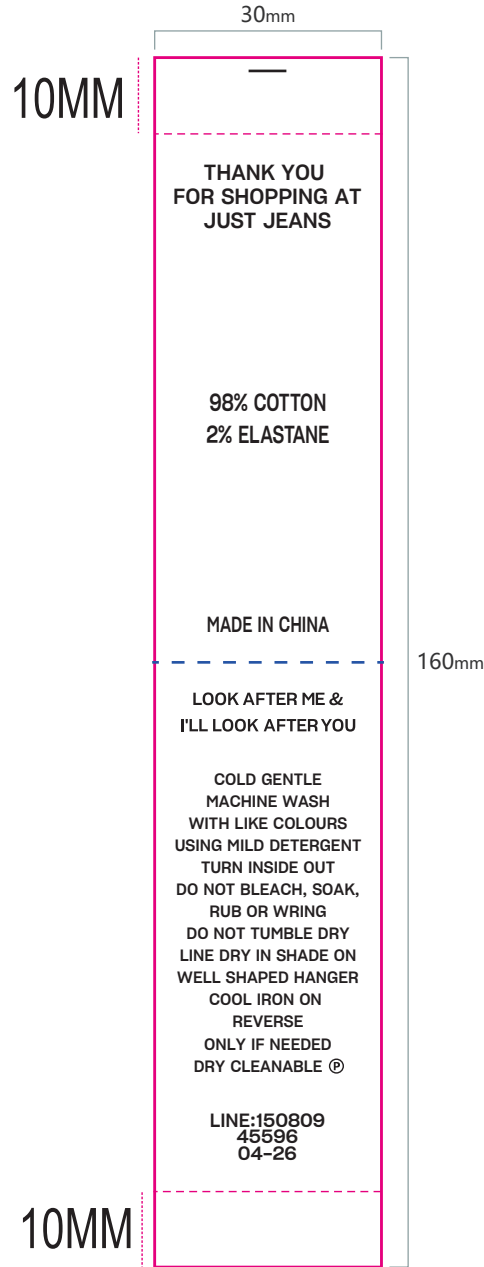 30mm
10MM
THANK YOU
FOR SHOPPING AT
JUST JEANS
98% COTTON
2% ELASTANE
MADE IN CHINA
160mm
LOOK AFTER ME &
I'LL LOOK AFTER YOU
COLD GENTLE
MACHINE WASH
WITH LIKE COLOURS
USING MILD DETERGENT
TURN INSIDE OUT
DO NOT BLEACH, SOAK,
RUB OR WRING
DO NOT TUMBLE DRY
LINE DRY IN SHADE ON
WELL SHAPED HANGER
COOL IRON ON
REVERSE
ONLY IF NEEDED
DRY CLEANABLE Ⓟ
LINE:150809
45596
04-26
10MM